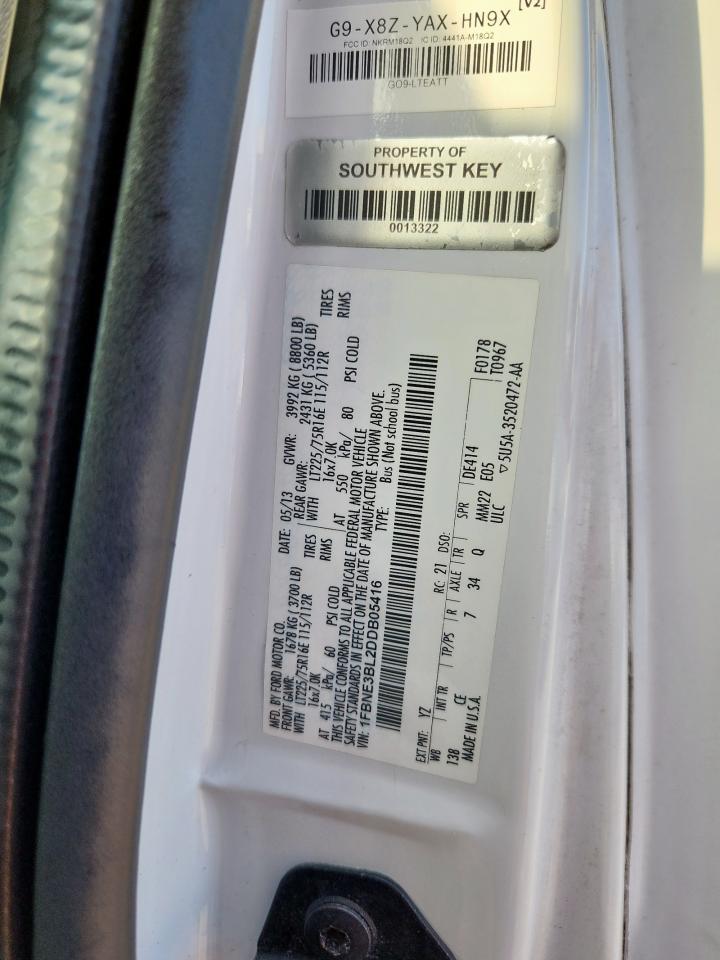 [V2]
G9-X8Z-YAX-HN9X
FCC ID: NKRM18Q2 IC ID: 4441A-M18Q2
GO9-LTEATT
PROPERTY OF
SOUTHWEST KEY
0013322
MFD. BY FORD MOTOR CO. DATE: 05/13 GVWR: 3992 KG ( 8800 LB)
FRONT GAWR: 1678 KG ( 3700 LB) REAR GAWR: 2431 KG ( 5360 LB)
WITH LT225/75R16E 115/112R TIRES WITH LT225/75R16E 115/112R TIRES
16x7.0K RIMS 16x7.0K RIMS
AT 415 kPa/ 60 PSI COLD AT 550 kPa/ 80 PSI COLD
THIS VEHICLE CONFORMS TO ALL APPLICABLE FEDERAL MOTOR VEHICLE
SAFETY STANDARDS IN EFFECT ON THE DATE OF MANUFACTURE SHOWN ABOVE.
VIN: 1FBNE3BL2DDB05416 TYPE: Bus (Not school bus)
EXT PNT: YZ RC: 21 DSO: F0178
WB INT TR TP/PS R AXLE TR SPR DE414 T0967
138 CE 7 34 Q MM22 E05
MADE IN U.S.A. ULC ▽5U5A-3520472-AA